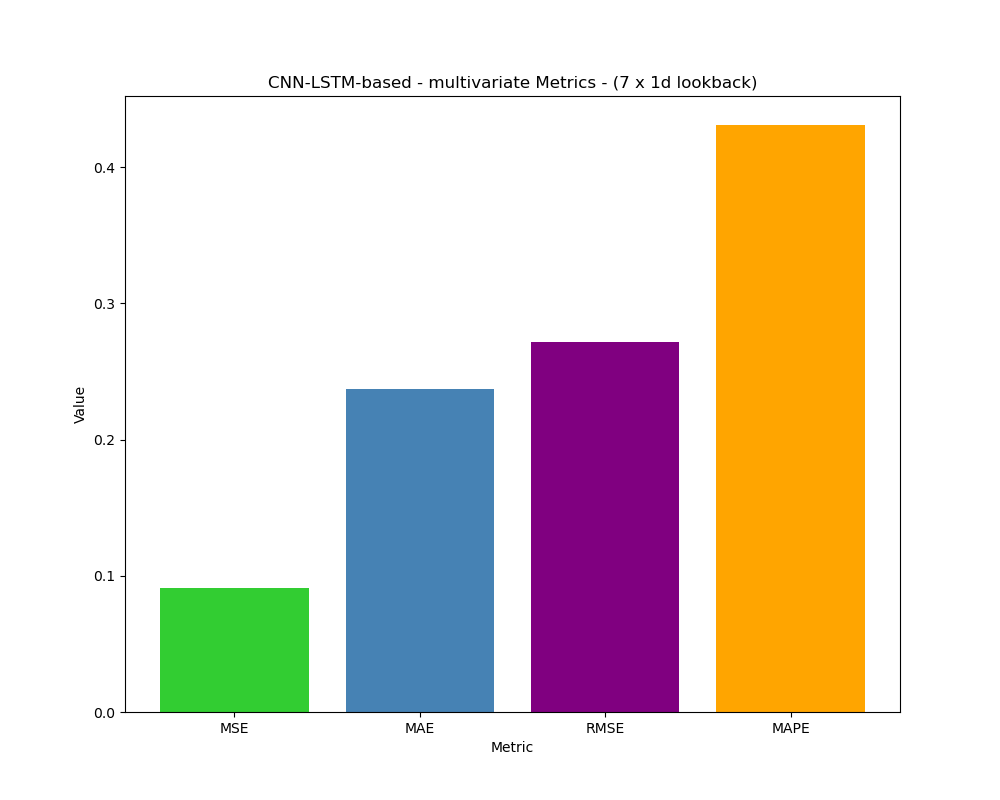 CNN-LSTM-based - multivariate Metrics - (7 x 1d lookback)
Value
0.4
0.3
0.2
0.1
0.0
MSE MAE RMSE MAPE
Metric